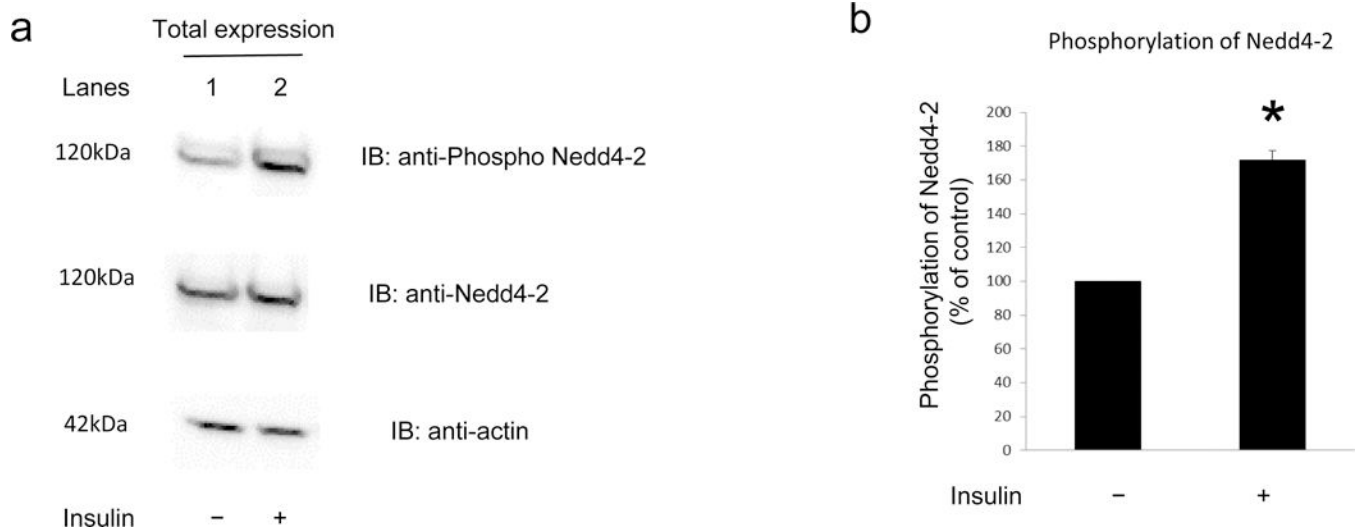 a
Total expression
Lanes 1 2
120kDa IB: anti-Phospho Nedd4-2
120kDa IB: anti-Nedd4-2
42kDa IB: anti-actin
Insulin − +
b
Phosphorylation of Nedd4-2
Phosphorylation of Nedd4-2
(% of control)
200
180
160
140
120
100
80
60
40
20
0
*
Insulin − +